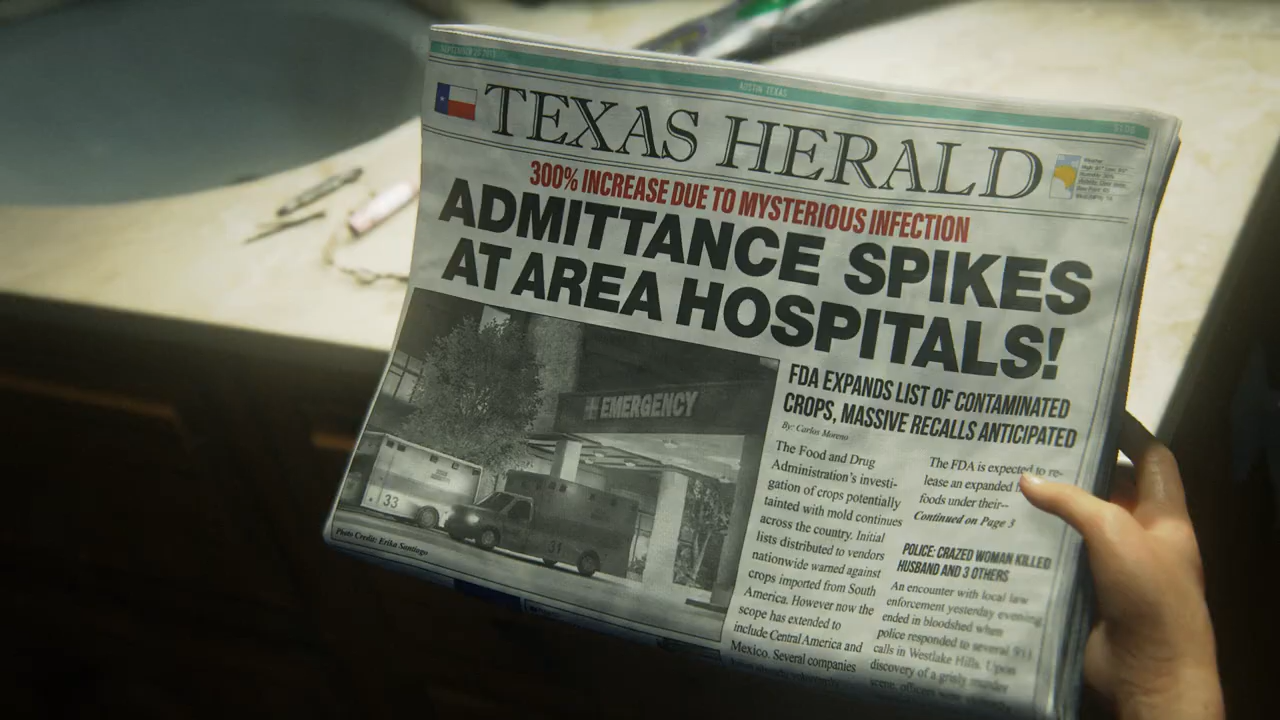 AUSTIN TEXAS
TEXAS HERALD
300% INCREASE DUE TO MYSTERIOUS INFECTION
ADMITTANCE SPIKES
AT AREA HOSPITALS!
EMERGENCY
33
31
Photo Credit: Erika Santiago
FDA EXPANDS LIST OF CONTAMINATED
CROPS, MASSIVE RECALLS ANTICIPATED
By: Carlos Moreno
The Food and Drug
Administration's investi-
gation of crops potentially
tainted with mold continues
across the country. Initial
lists distributed to vendors
nationwide warned against
crops imported from South
America. However now the
scope has extended to
include Central America and
Mexico. Several companies
The FDA is expected to re-
lease an expanded
foods under their--
Continued on Page 3
POLICE: CRAZED WOMAN KILLED
HUSBAND AND 3 OTHERS
An encounter with local law
enforcement yesterday evening
ended in bloodshed when
police responded to several 911
calls in Westlake Hills. Upon
discovery of a grisly murder
scene, officers